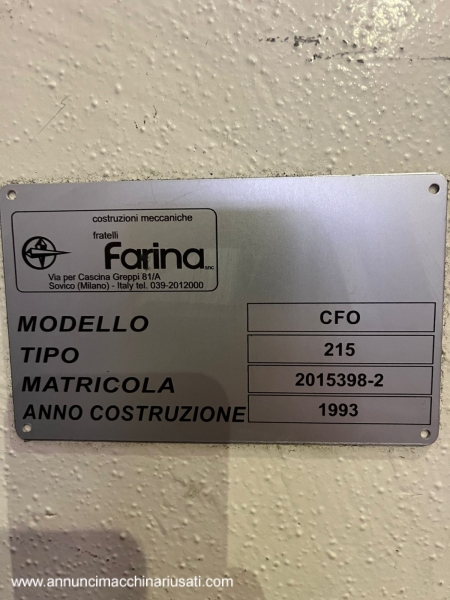 costruzioni meccaniche
fratelli
Farina snc
Via per Cascina Greppi 81/A
Sovico (Milano) - Italy tel. 039-2012000
MODELLO CFO
TIPO 215
MATRICOLA 2015398-2
ANNO COSTRUZIONE 1993
www.annuncimacchinariusati.com